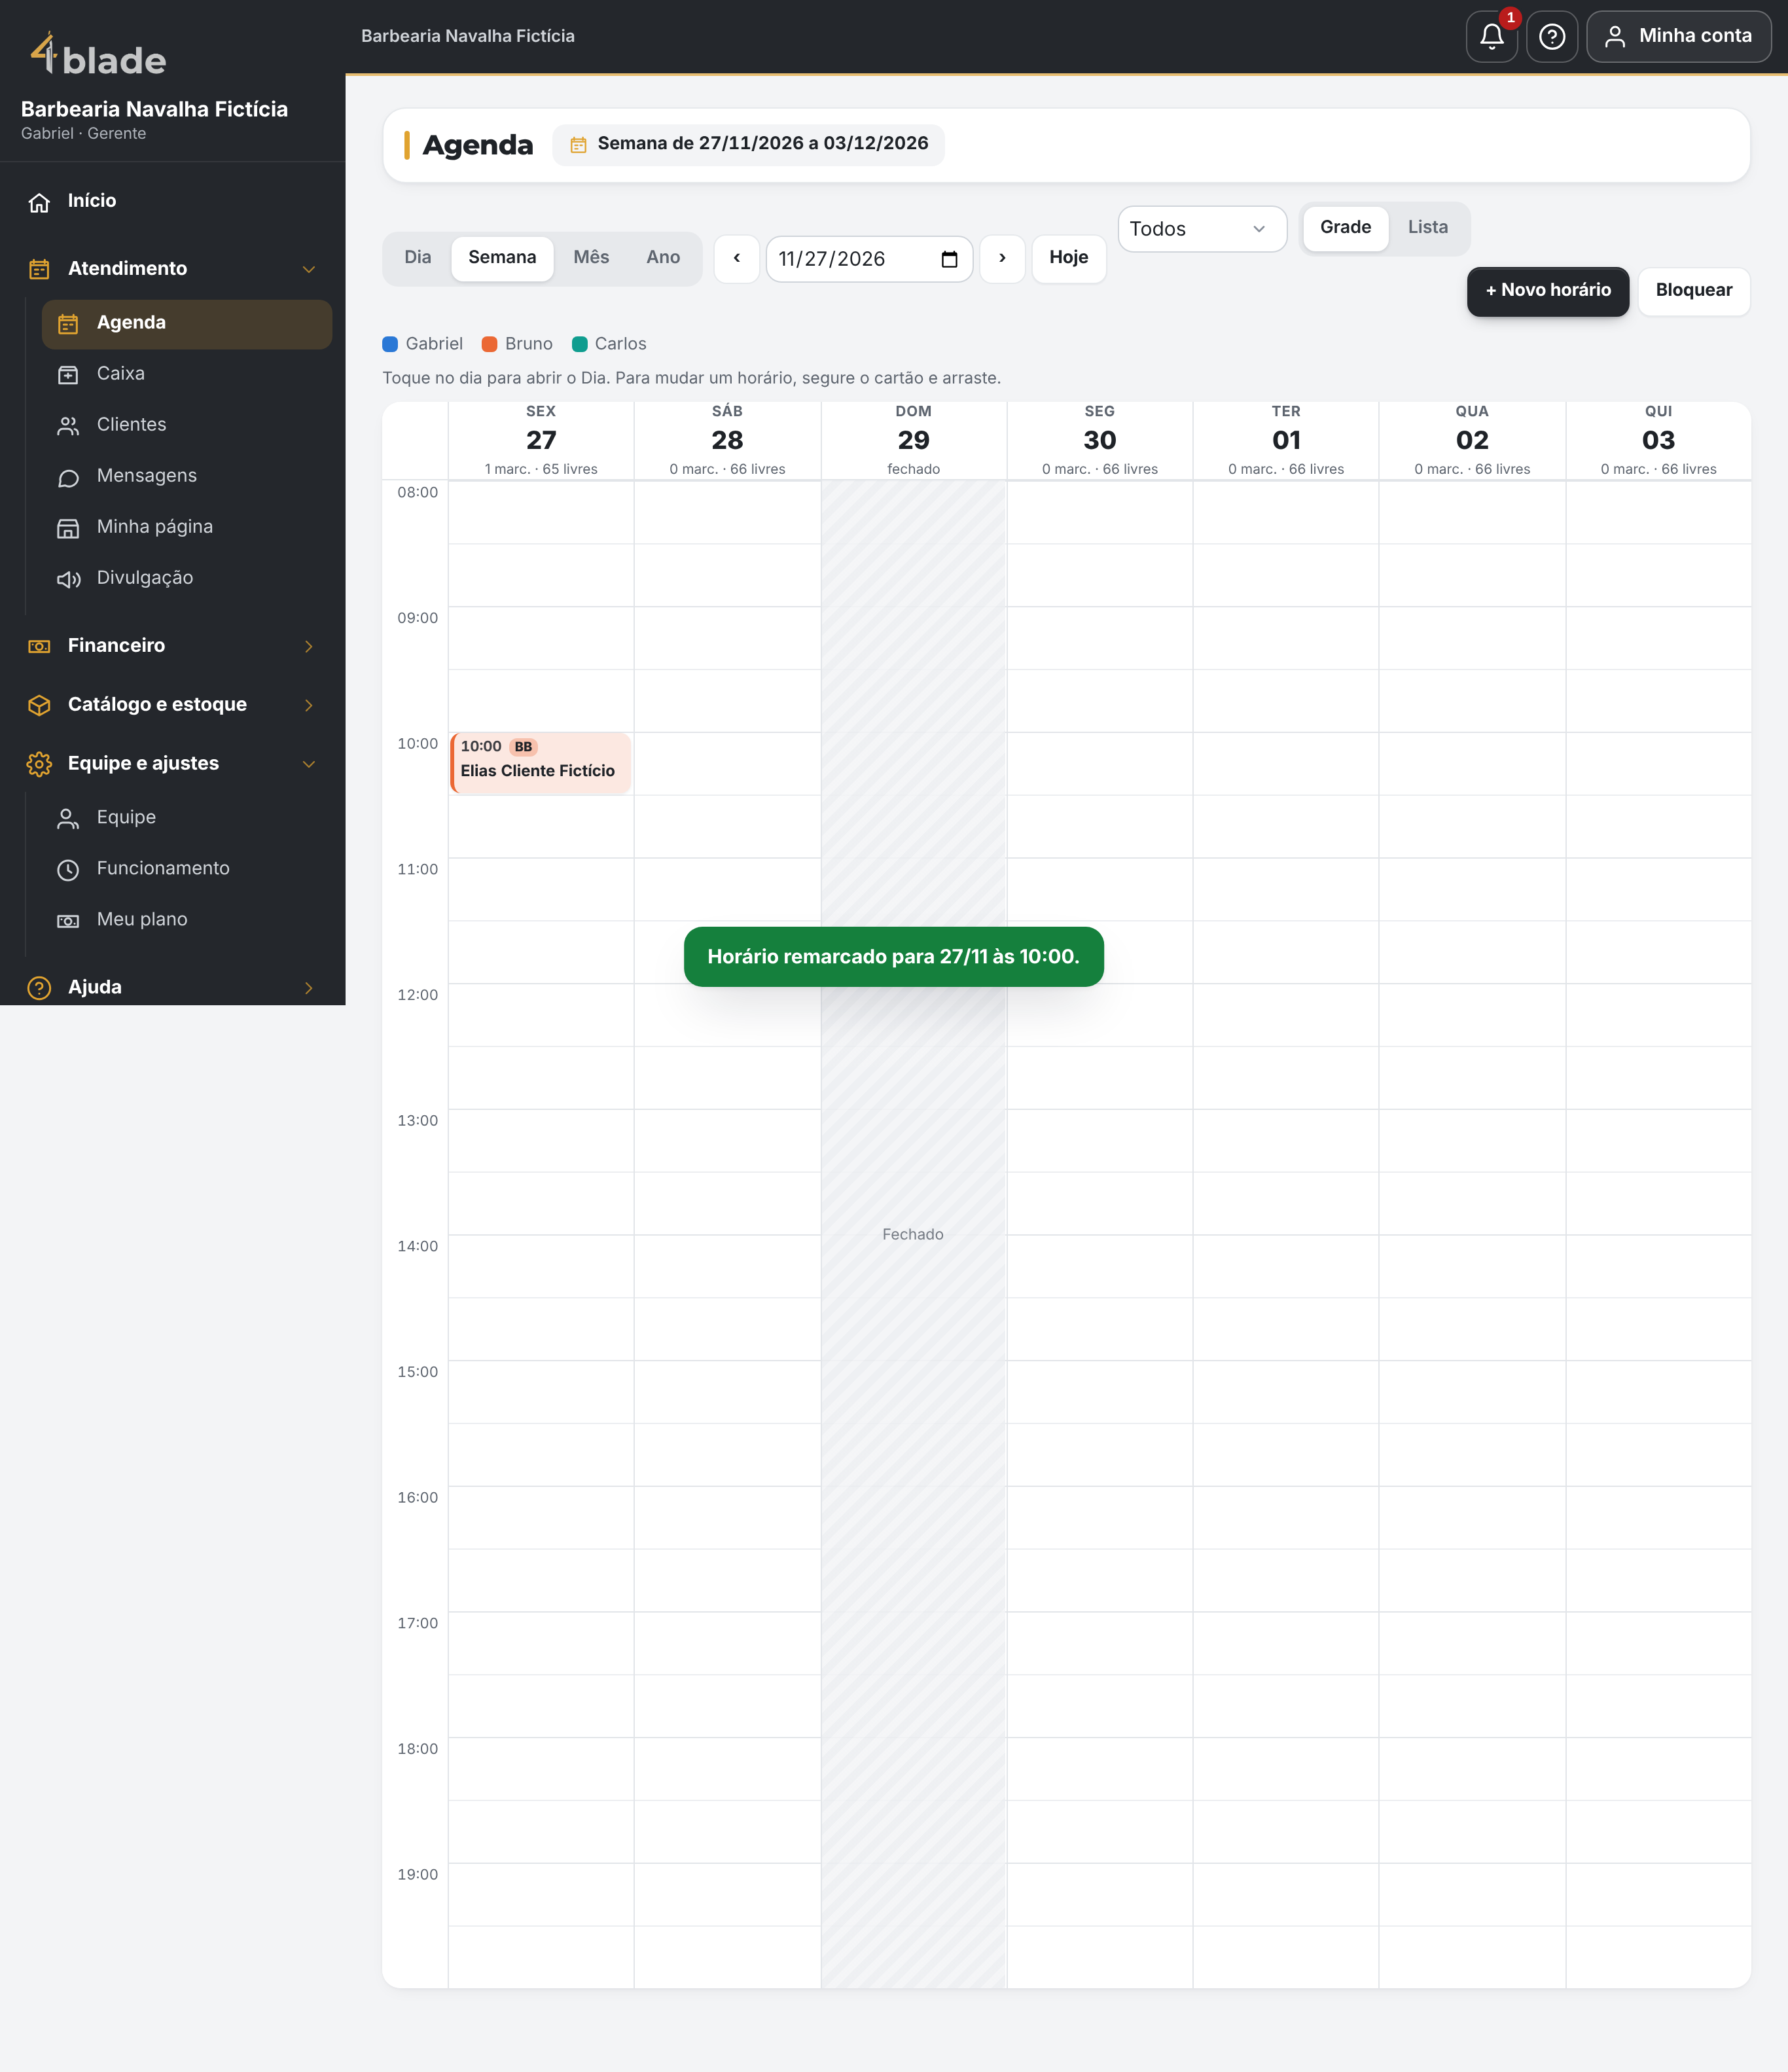 4blade
Barbearia Navalha Fictícia
Gabriel · Gerente
Início
Atendimento
Agenda
Caixa
Clientes
Mensagens
Minha página
Divulgação
Financeiro
Catálogo e estoque
Equipe e ajustes
Equipe
Funcionamento
Meu plano
Ajuda
Barbearia Navalha Fictícia
1
Minha conta
Agenda
Semana de 27/11/2026 a 03/12/2026
Dia Semana Mês Ano
‹ 11/27/2026 › Hoje
Todos
Grade Lista
+ Novo horário Bloquear
Gabriel Bruno Carlos
Toque no dia para abrir o Dia. Para mudar um horário, segure o cartão e arraste.
SEX SÁB DOM SEG TER QUA QUI
27 28 29 30 01 02 03
1 marc. · 65 livres 0 marc. · 66 livres fechado 0 marc. · 66 livres 0 marc. · 66 livres 0 marc. · 66 livres 0 marc. · 66 livres
08:00
09:00
10:00
10:00 BB
Elias Cliente Fictício
11:00
Horário remarcado para 27/11 às 10:00.
12:00
13:00
Fechado
14:00
15:00
16:00
17:00
18:00
19:00